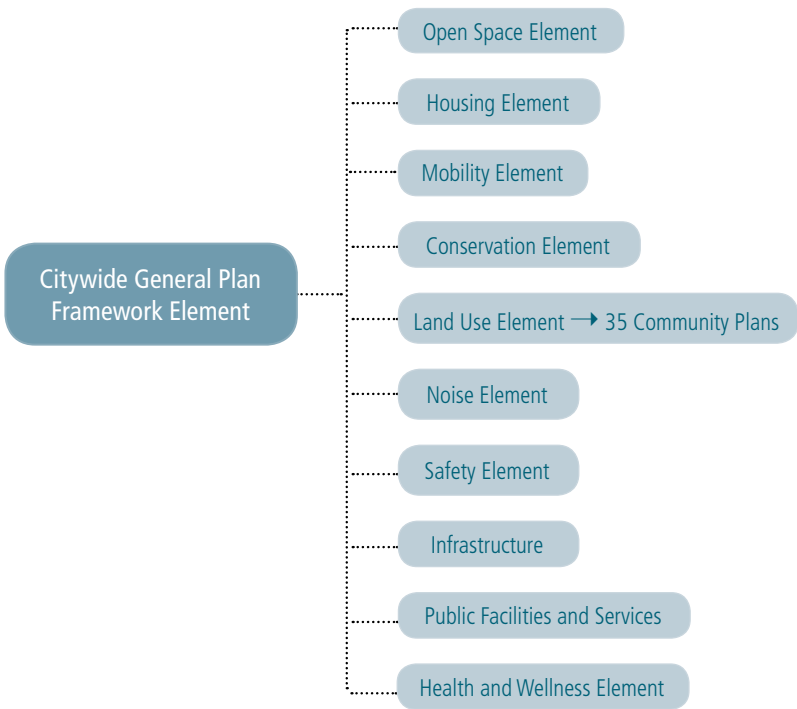 Open Space Element
Housing Element
Mobility Element
Conservation Element
Citywide General Plan
Framework Element
Land Use Element → 35 Community Plans
Noise Element
Safety Element
Infrastructure
Public Facilities and Services
Health and Wellness Element